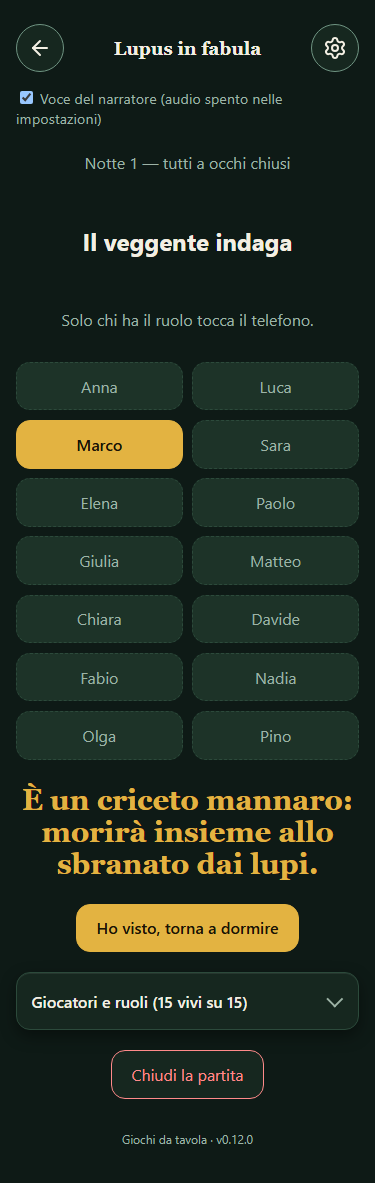 Lupus in fabula
Voce del narratore (audio spento nelle
impostazioni)
Notte 1 — tutti a occhi chiusi
Il veggente indaga
Solo chi ha il ruolo tocca il telefono.
Anna
Luca
Marco
Sara
Elena
Paolo
Giulia
Matteo
Chiara
Davide
Fabio
Nadia
Olga
Pino
È un criceto mannaro:
morirà insieme allo
sbranato dai lupi.
Ho visto, torna a dormire
Giocatori e ruoli (15 vivi su 15)
Chiudi la partita
Giochi da tavola · v0.12.0